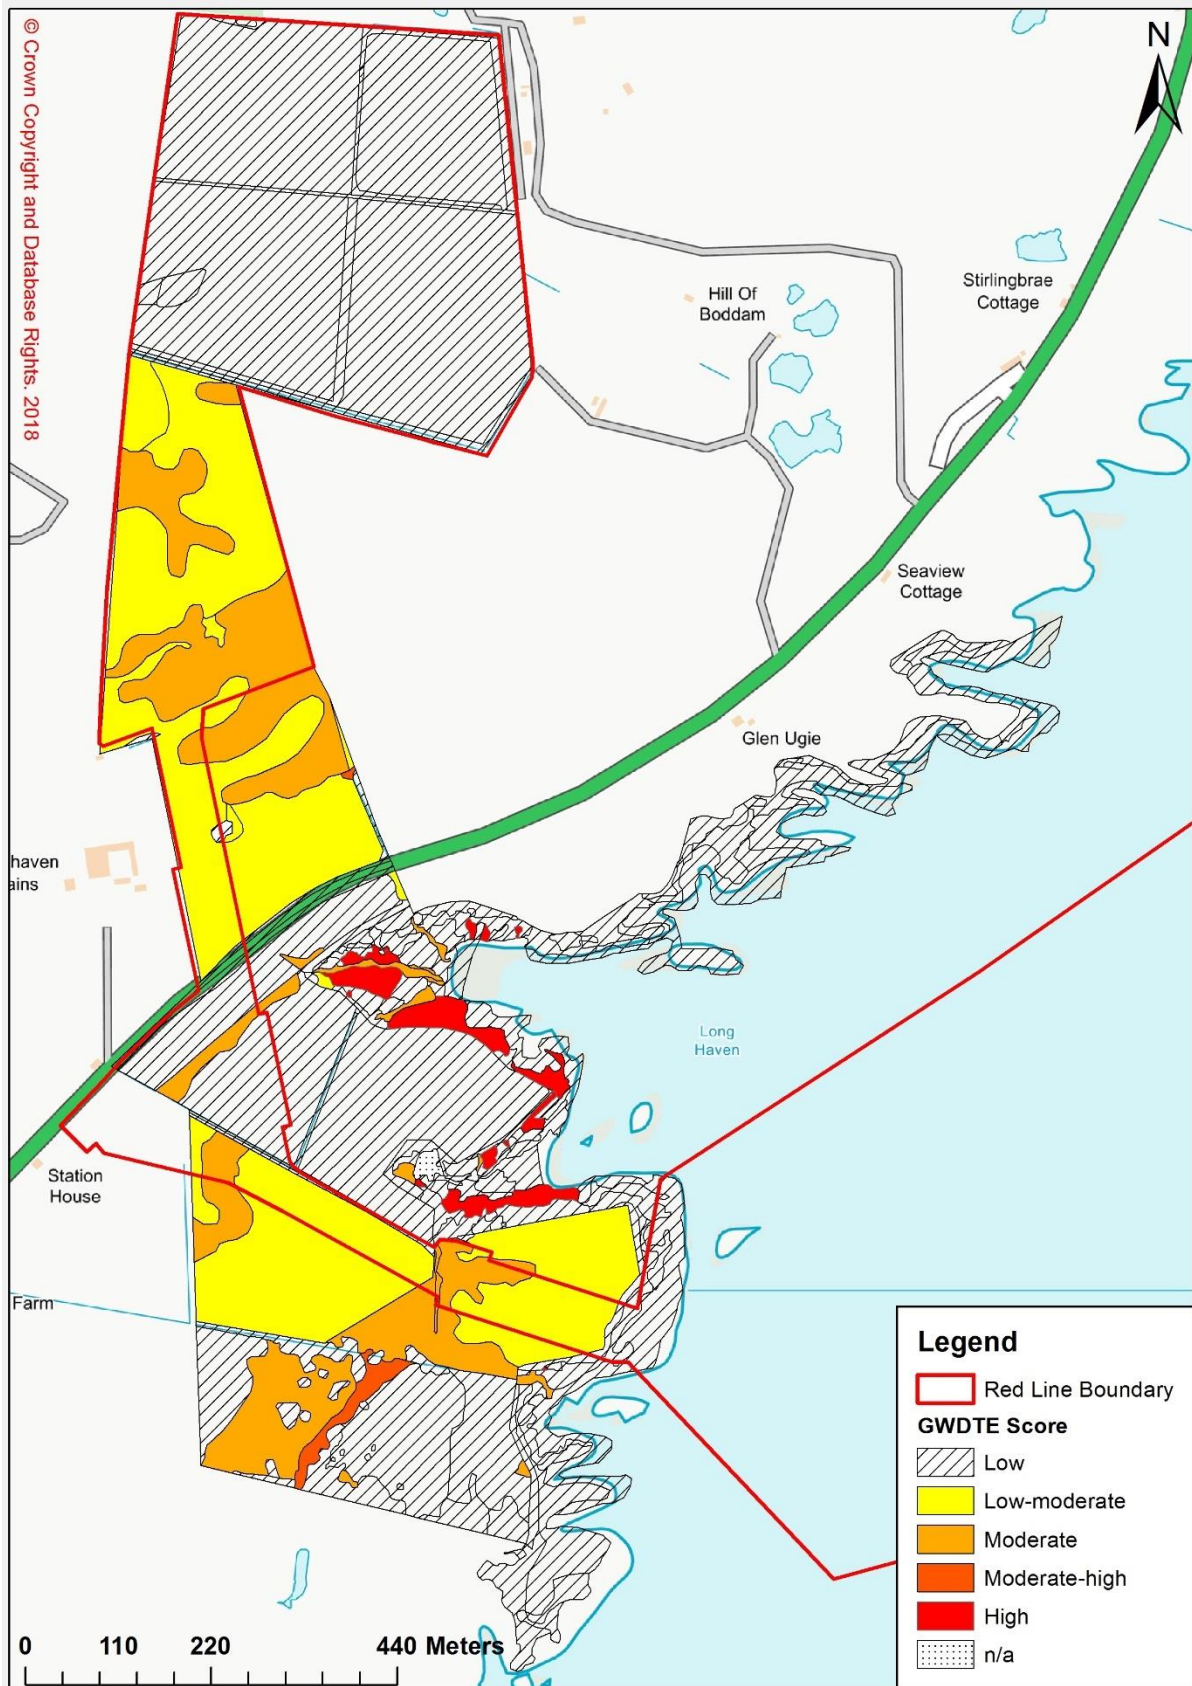 © Crown Copyright and Database Rights. 2018
N
Stirlingbrae
Cottage
Hill Of
Boddam
Seaview
Cottage
Glen Ugie
haven
ains
Long
Haven
Station
House
Farm
Legend
Red Line Boundary
GWDTE Score
Low
Low-moderate
Moderate
Moderate-high
High
n/a
0 110 220 440 Meters